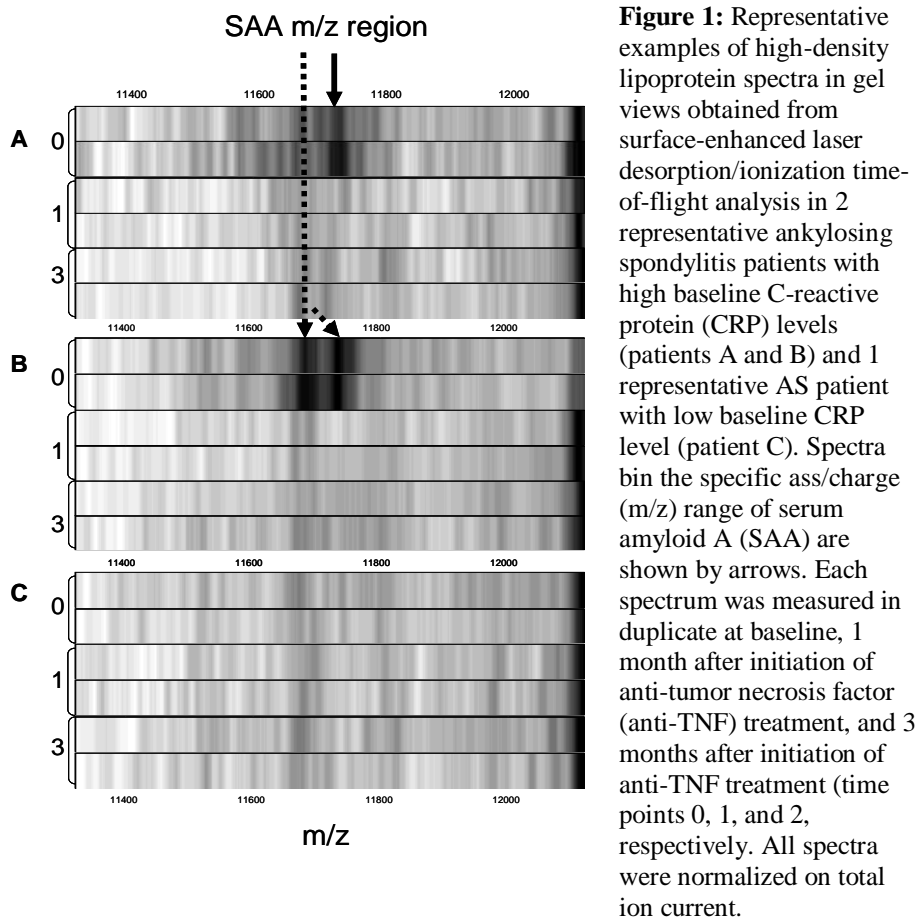 SAA m/z region
11400 11600 11800 12000
A 0
1
3
11400 11600 11800 12000
B 0
1
3
11400 11600 11800 12000
C 0
1
3
11400 11600 11800 12000
m/z
Figure 1: Representative
examples of high-density
lipoprotein spectra in gel
views obtained from
surface-enhanced laser
desorption/ionization time-
of-flight analysis in 2
representative ankylosing
spondylitis patients with
high baseline C-reactive
protein (CRP) levels
(patients A and B) and 1
representative AS patient
with low baseline CRP
level (patient C). Spectra
bin the specific ass/charge
(m/z) range of serum
amyloid A (SAA) are
shown by arrows. Each
spectrum was measured in
duplicate at baseline, 1
month after initiation of
anti-tumor necrosis factor
(anti-TNF) treatment, and 3
months after initiation of
anti-TNF treatment (time
points 0, 1, and 2,
respectively. All spectra
were normalized on total
ion current.